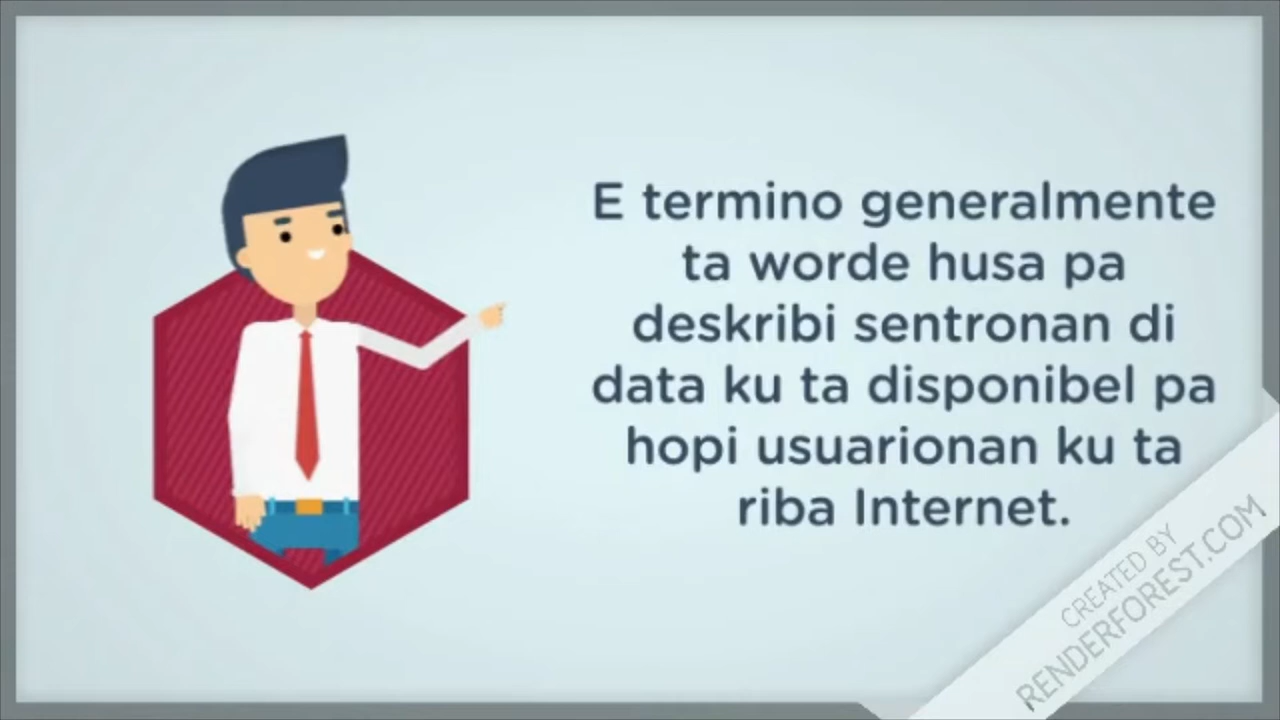 E termino generalmente
ta worde husa pa
deskribi sentronan di
data ku ta disponibel pa
hopi usuarionan ku ta
riba Internet.
CREATED BY
RENDERFOREST.COM